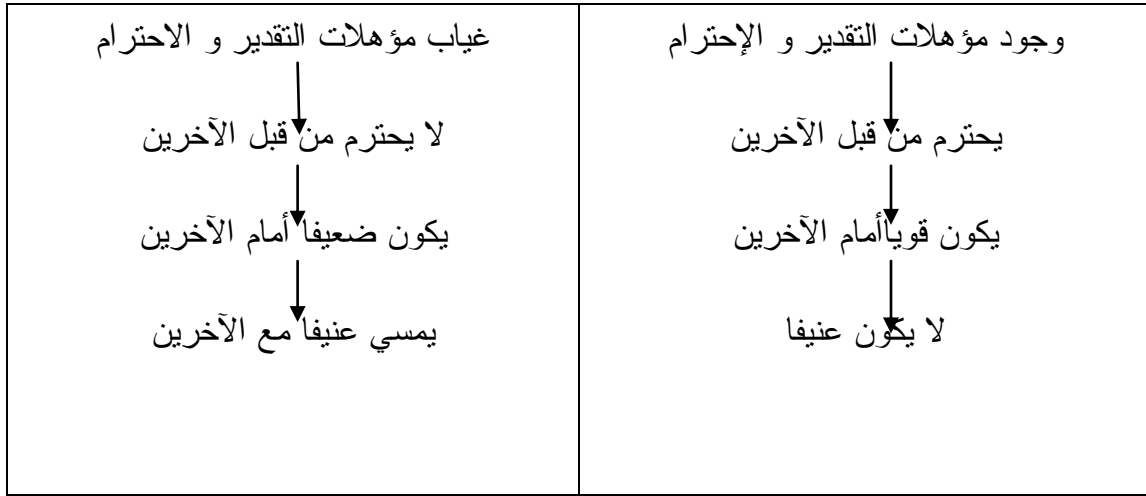 وجود مؤهلات التقدير و الإحترام
يحترم من قبل الآخرين
يكون قوياأمام الآخرين
لا يكون عنيفا
غياب مؤهلات التقدير و الاحترام
لا يحترم من قبل الآخرين
يكون ضعيفا أمام الآخرين
يمسي عنيفا مع الآخرين